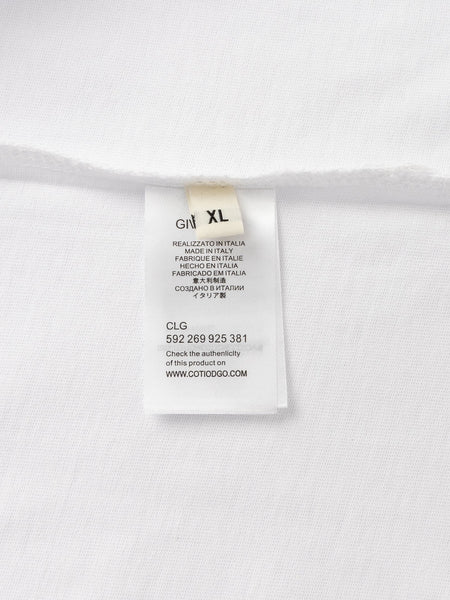 XL
REALIZZATO IN ITALIA
MADE IN ITALY
FABRIQUE EN ITALIE
HECHO EN ITALIA
FABRICADO EM ITALIA
意大利制造
СОЗДАНО В ИТАЛИИ
イタリア製
CLG
592 269 925 381
Check the authenticity
of this product on
WWW.COTIODGO.COM